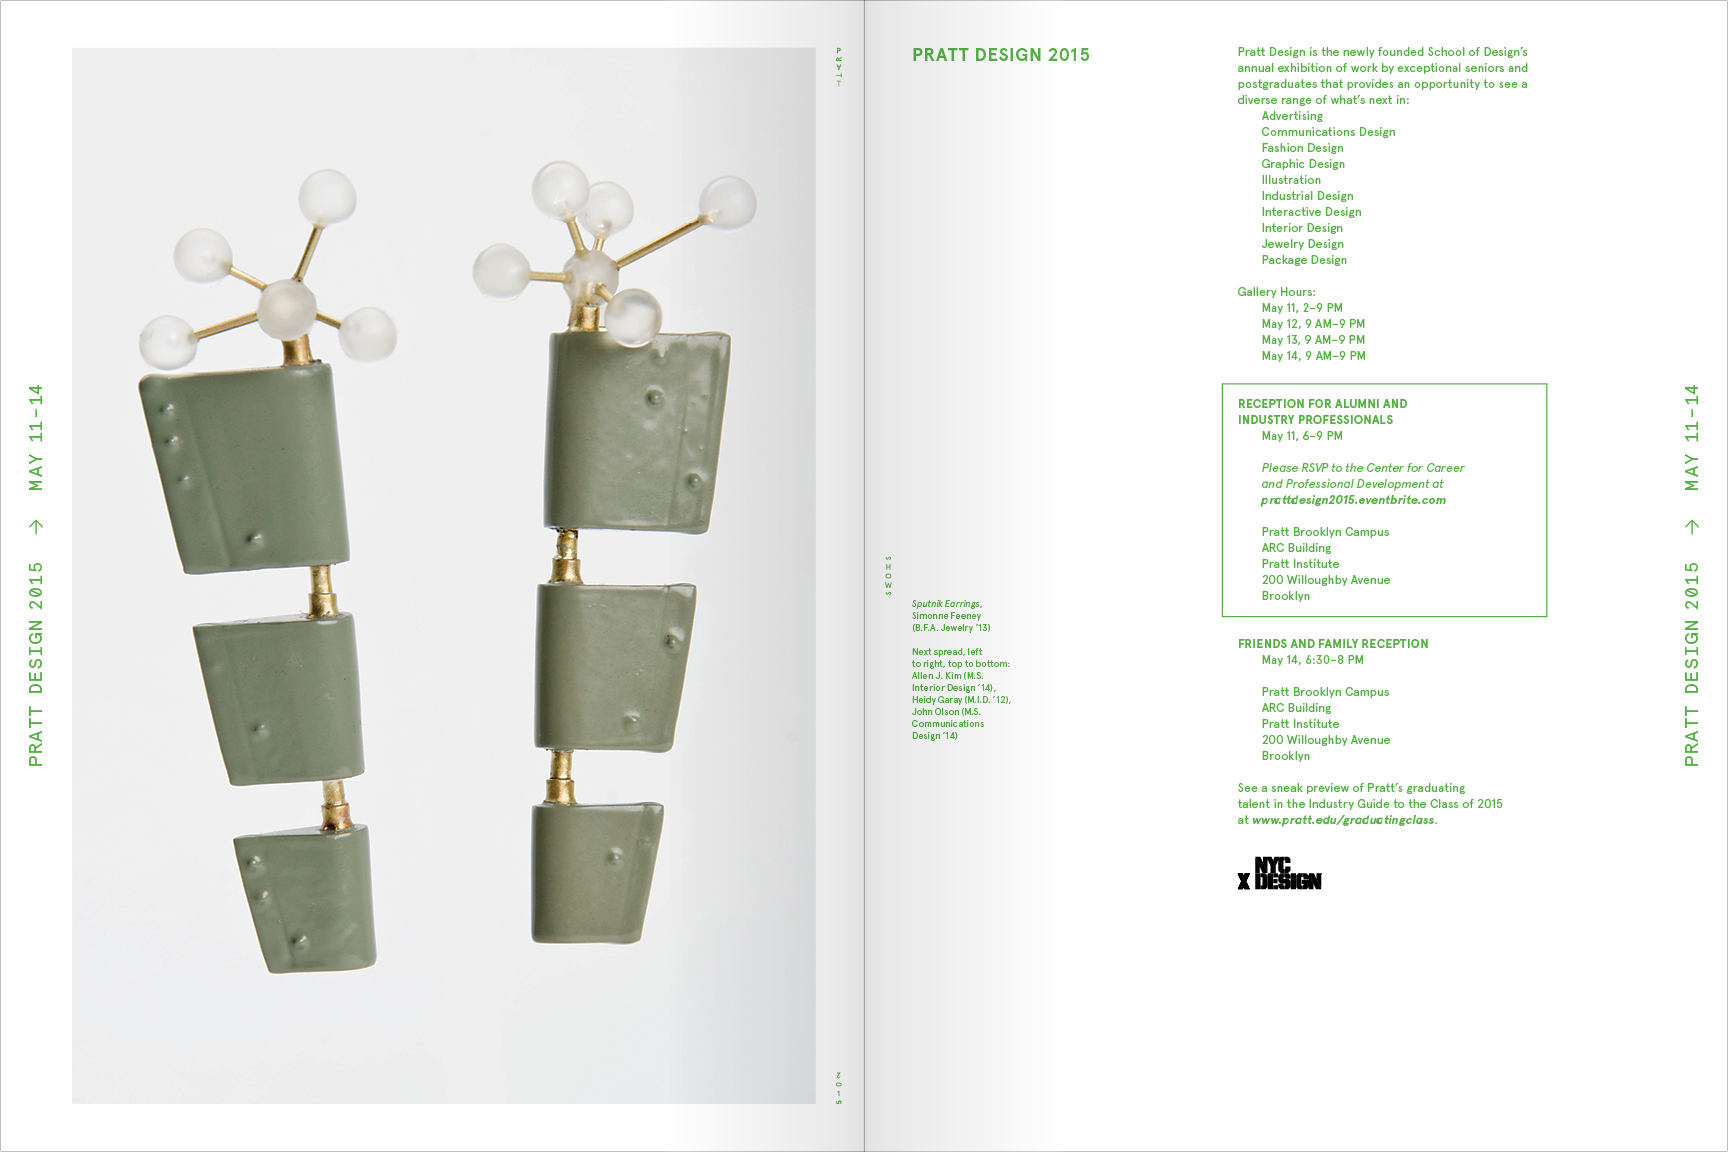 PRATT DESIGN 2015 → MAY 11–14
PRATT
2015
PRATT DESIGN 2015
SHOWS
Sputnik Earrings,
Simonne Feeney
(B.F.A. Jewelry ’13)
Next spread, left
to right, top to bottom:
Allen J. Kim (M.S.
Interior Design ’14),
Heidy Garay (M.I.D. ’12),
John Olson (M.S.
Communications
Design ’14)
Pratt Design is the newly founded School of Design’s
annual exhibition of work by exceptional seniors and
postgraduates that provides an opportunity to see a
diverse range of what’s next in:
Advertising
Communications Design
Fashion Design
Graphic Design
Illustration
Industrial Design
Interactive Design
Interior Design
Jewelry Design
Package Design
Gallery Hours:
May 11, 2–9 PM
May 12, 9 AM–9 PM
May 13, 9 AM–9 PM
May 14, 9 AM–9 PM
RECEPTION FOR ALUMNI AND
INDUSTRY PROFESSIONALS
May 11, 6–9 PM
Please RSVP to the Center for Career
and Professional Development at
prattdesign2015.eventbrite.com
Pratt Brooklyn Campus
ARC Building
Pratt Institute
200 Willoughby Avenue
Brooklyn
FRIENDS AND FAMILY RECEPTION
May 14, 6:30–8 PM
Pratt Brooklyn Campus
ARC Building
Pratt Institute
200 Willoughby Avenue
Brooklyn
See a sneak preview of Pratt’s graduating
talent in the Industry Guide to the Class of 2015
at www.pratt.edu/graduatingclass.
NYC
X DESIGN
PRATT DESIGN 2015 → MAY 11–14